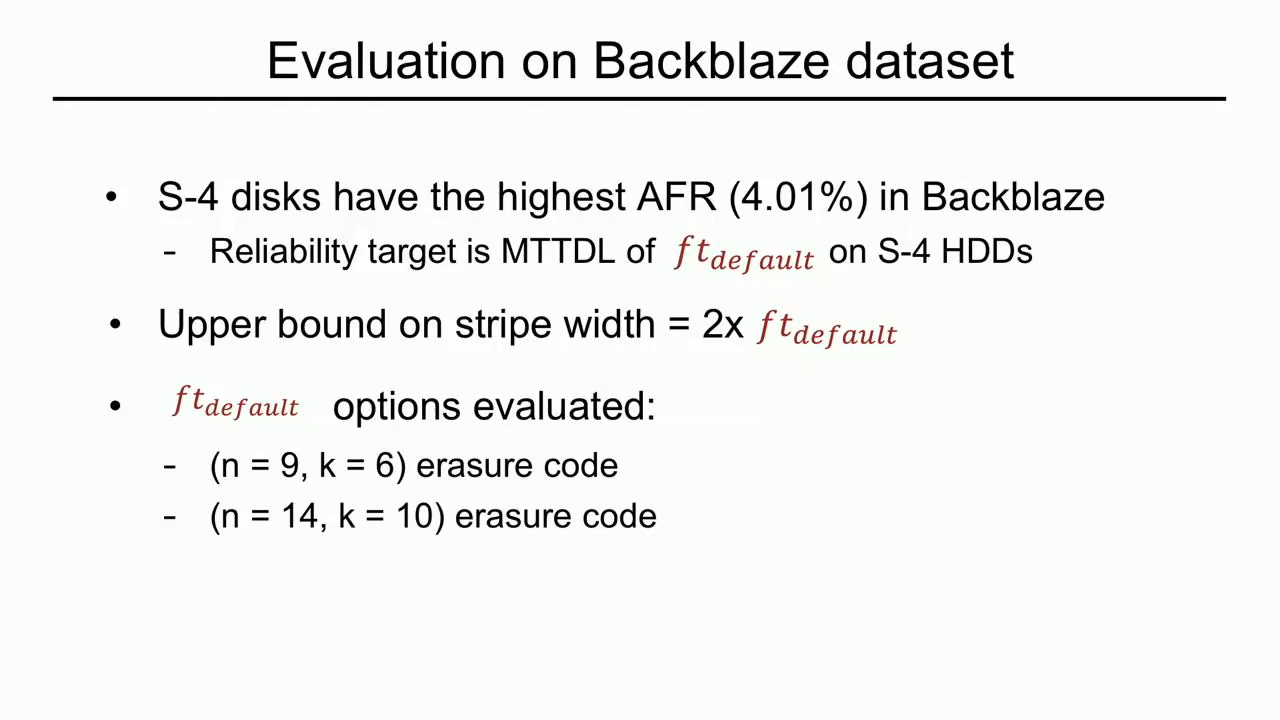 Evaluation on Backblaze dataset
• S-4 disks have the highest AFR (4.01%) in Backblaze
- Reliability target is MTTDL of ft_default on S-4 HDDs
• Upper bound on stripe width = 2x ft_default
• ft_default options evaluated:
- (n = 9, k = 6) erasure code
- (n = 14, k = 10) erasure code